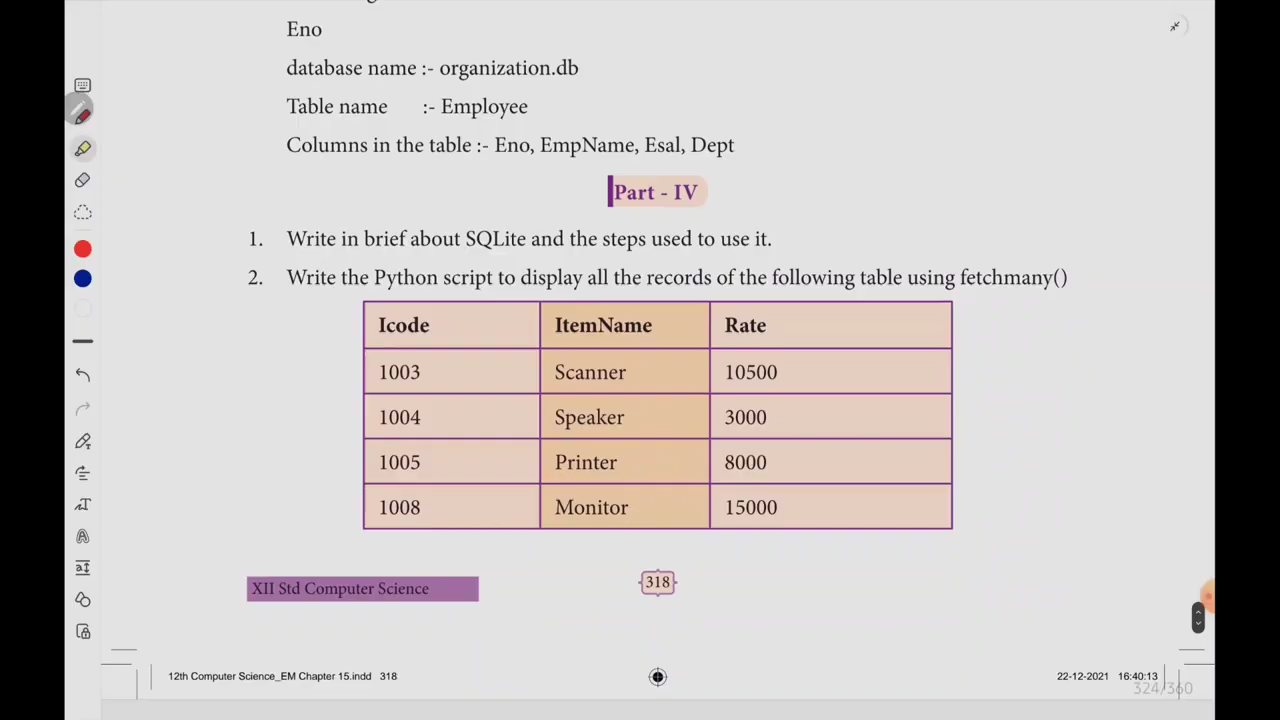 Eno
database name :- organization.db
Table name :- Employee
Columns in the table :- Eno, EmpName, Esal, Dept
Part - IV
1. Write in brief about SQLite and the steps used to use it.
2. Write the Python script to display all the records of the following table using fetchmany()
Icode ItemName Rate
1003 Scanner 10500
1004 Speaker 3000
1005 Printer 8000
1008 Monitor 15000
XII Std Computer Science
318
12th Computer Science_EM Chapter 15.indd 318
22-12-2021 16:40:13
324/360